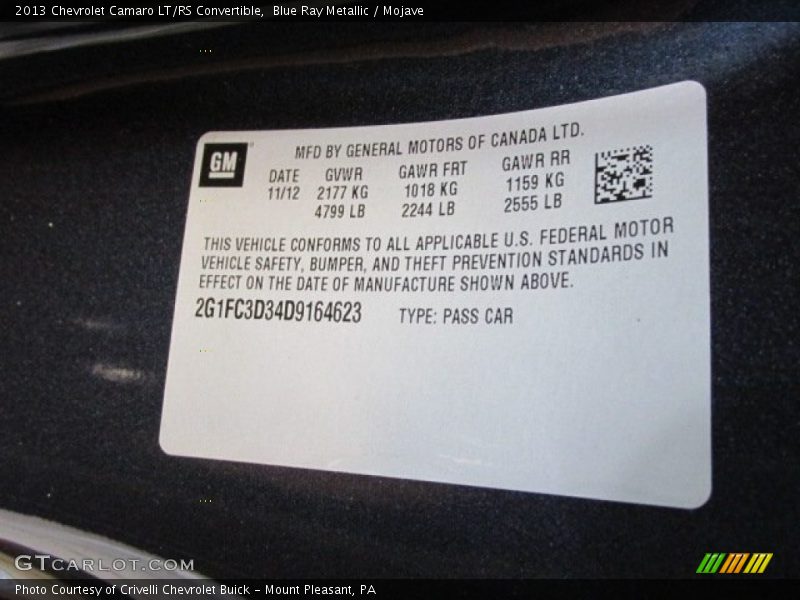 2013 Chevrolet Camaro LT/RS Convertible,  Blue Ray Metallic / Mojave
GM
MFD BY GENERAL MOTORS OF CANADA LTD.
DATE GVWR GAWR FRT GAWR RR
11/12 2177 KG 1018 KG 1159 KG
4799 LB 2244 LB 2555 LB
THIS VEHICLE CONFORMS TO ALL APPLICABLE U.S. FEDERAL MOTOR
VEHICLE SAFETY, BUMPER, AND THEFT PREVENTION STANDARDS IN
EFFECT ON THE DATE OF MANUFACTURE SHOWN ABOVE.
2G1FC3D34D9164623 TYPE: PASS CAR
GTCARLOT.COM
Photo Courtesy of Crivelli Chevrolet Buick - Mount Pleasant, PA